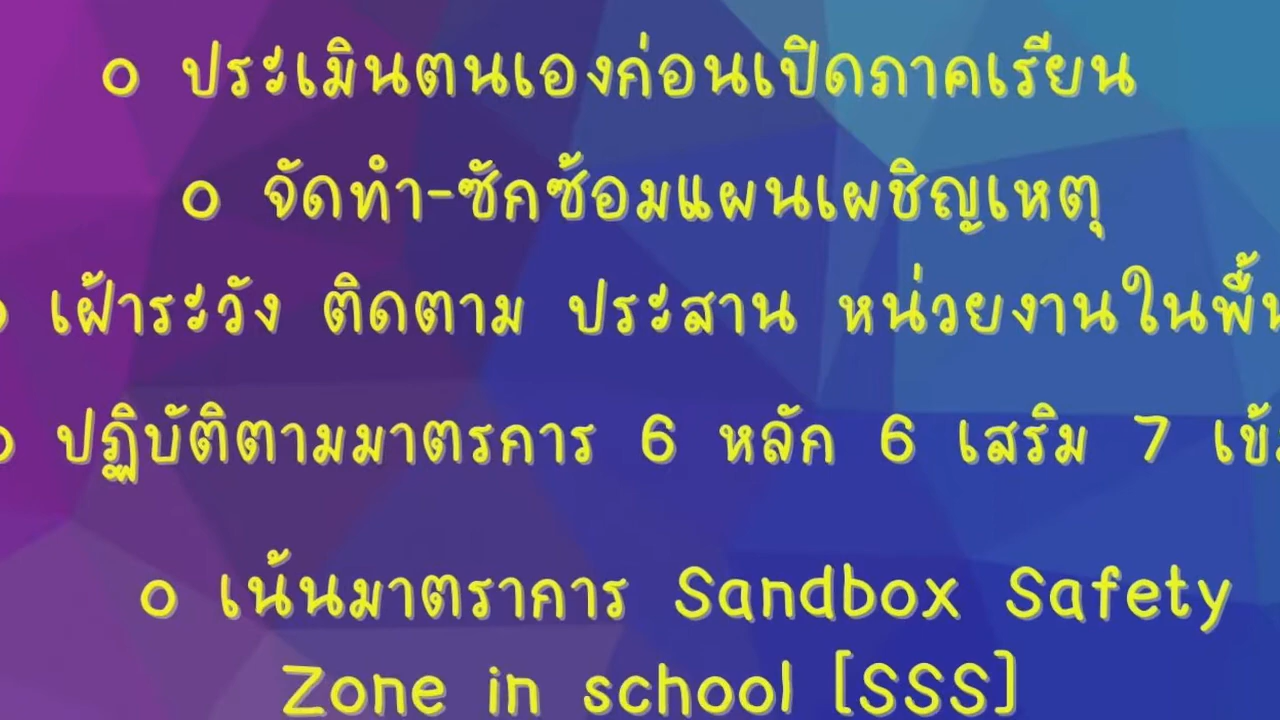 o ประเมินตนเองก่อนเปิดภาคเรียน
o จัดทำ-ซักซ้อมแผนเผชิญเหตุ
เฝ้าระวัง ติดตาม ประสาน หน่วยงานในพื้น
ปฏิบัติตามมาตรการ 6 หลัก 6 เสริม 7
o เน้นมาตราการ Sandbox Safety
Zone in school [SSS]